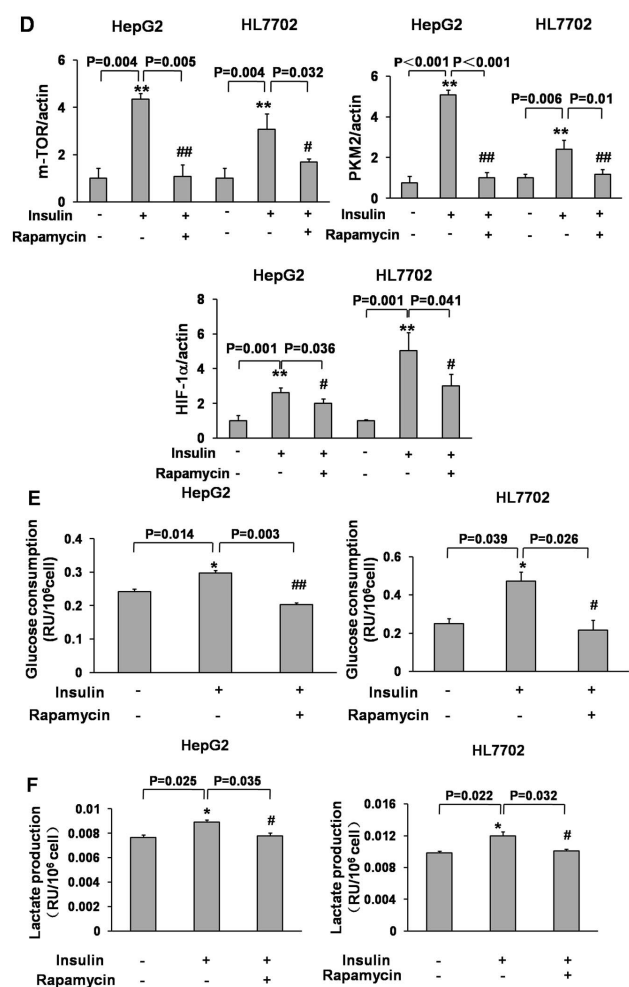 D
HepG2 HL7702
P=0.004 P=0.005 P=0.004 P=0.032
** ## ** #
m-TOR/actin
6
4
2
0
Insulin - + + - + +
Rapamycin - - + - - +
HepG2 HL7702
P<0.001 P<0.001 P=0.006 P=0.01
** ## ** ##
PKM2/actin
6
4
2
0
Insulin - + + - + +
Rapamycin - - + - - +
HepG2 HL7702
P=0.001 P=0.036 P=0.001 P=0.041
** # ** #
HIF-1α/actin
8
6
4
2
0
Insulin - + + - + +
Rapamycin - - + - - +
E
HepG2
P=0.014 P=0.003
* ##
Glucose consumption
(RU/10⁶cell)
0.4
0.3
0.2
0.1
Insulin - + +
Rapamycin - - +
HL7702
P=0.039 P=0.026
* #
Glucose consumption
(RU/10⁶cell)
0.6
0.4
0.2
0
Insulin - + +
Rapamycin - - +
F
HepG2
P=0.025 P=0.035
* #
Lactate production
(RU/10⁶ cell)
0.01
0.008
0.006
0.004
0.002
0
Insulin - + +
Rapamycin - - +
HL7702
P=0.022 P=0.032
* #
Lactate production
(RU/10⁶ cell)
0.016
0.012
0.008
0.004
0
Insulin - + +
Rapamycin - - +